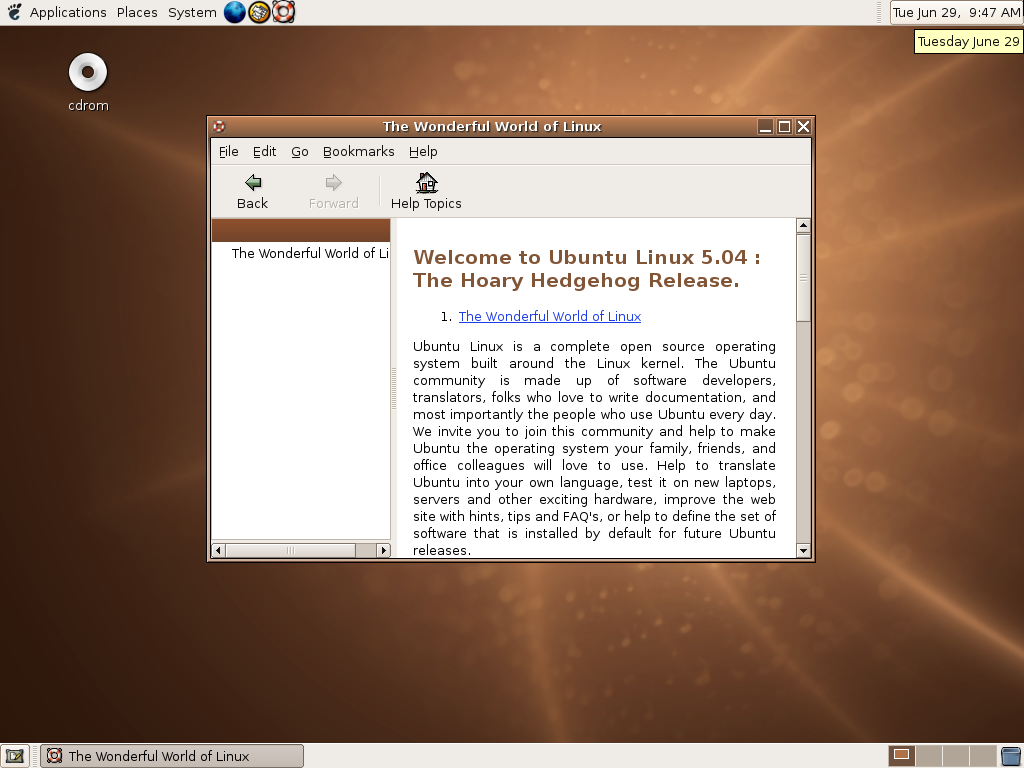 Applications Places System Tue Jun 29, 9:47 AM
Tuesday June 29
cdrom
The Wonderful World of Linux
File Edit Go Bookmarks Help
Back Forward Help Topics
The Wonderful World of Li
Welcome to Ubuntu Linux 5.04 :
The Hoary Hedgehog Release.
1. The Wonderful World of Linux
Ubuntu Linux is a complete open source operating
system built around the Linux kernel. The Ubuntu
community is made up of software developers,
translators, folks who love to write documentation, and
most importantly the people who use Ubuntu every day.
We invite you to join this community and help to make
Ubuntu the operating system your family, friends, and
office colleagues will love to use. Help to translate
Ubuntu into your own language, test it on new laptops,
servers and other exciting hardware, improve the web
site with hints, tips and FAQ's, or help to define the set of
software that is installed by default for future Ubuntu
releases.
The Wonderful World of Linux